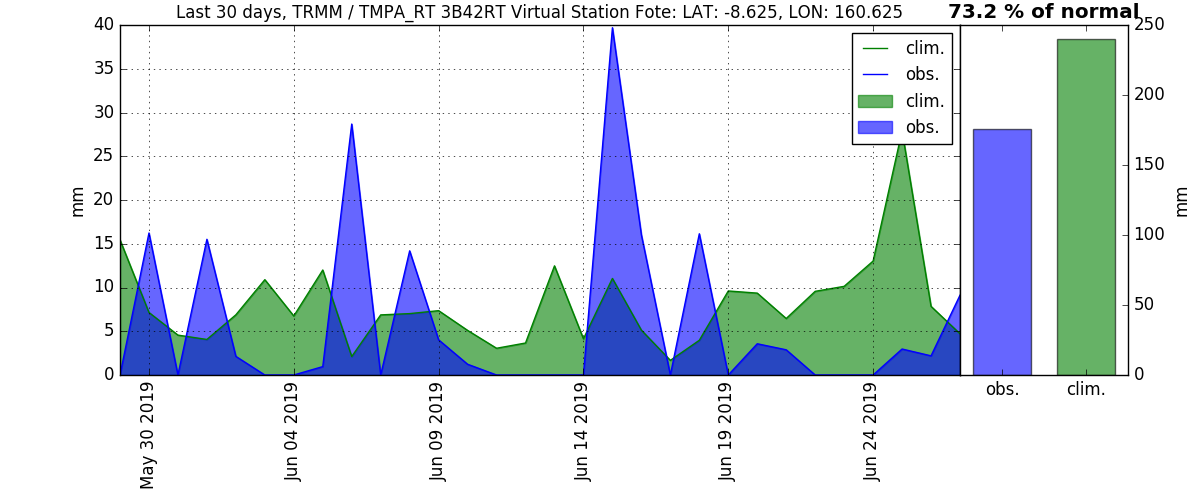 Last 30 days, TRMM / TMPA_RT 3B42RT Virtual Station Fote: LAT: -8.625, LON: 160.625
73.2 % of normal
40
35
30
25
20
15
10
5
0
mm
clim.
obs.
clim.
obs.
May 30 2019
Jun 04 2019
Jun 09 2019
Jun 14 2019
Jun 19 2019
Jun 24 2019
250
200
150
100
50
0
mm
obs.
clim.